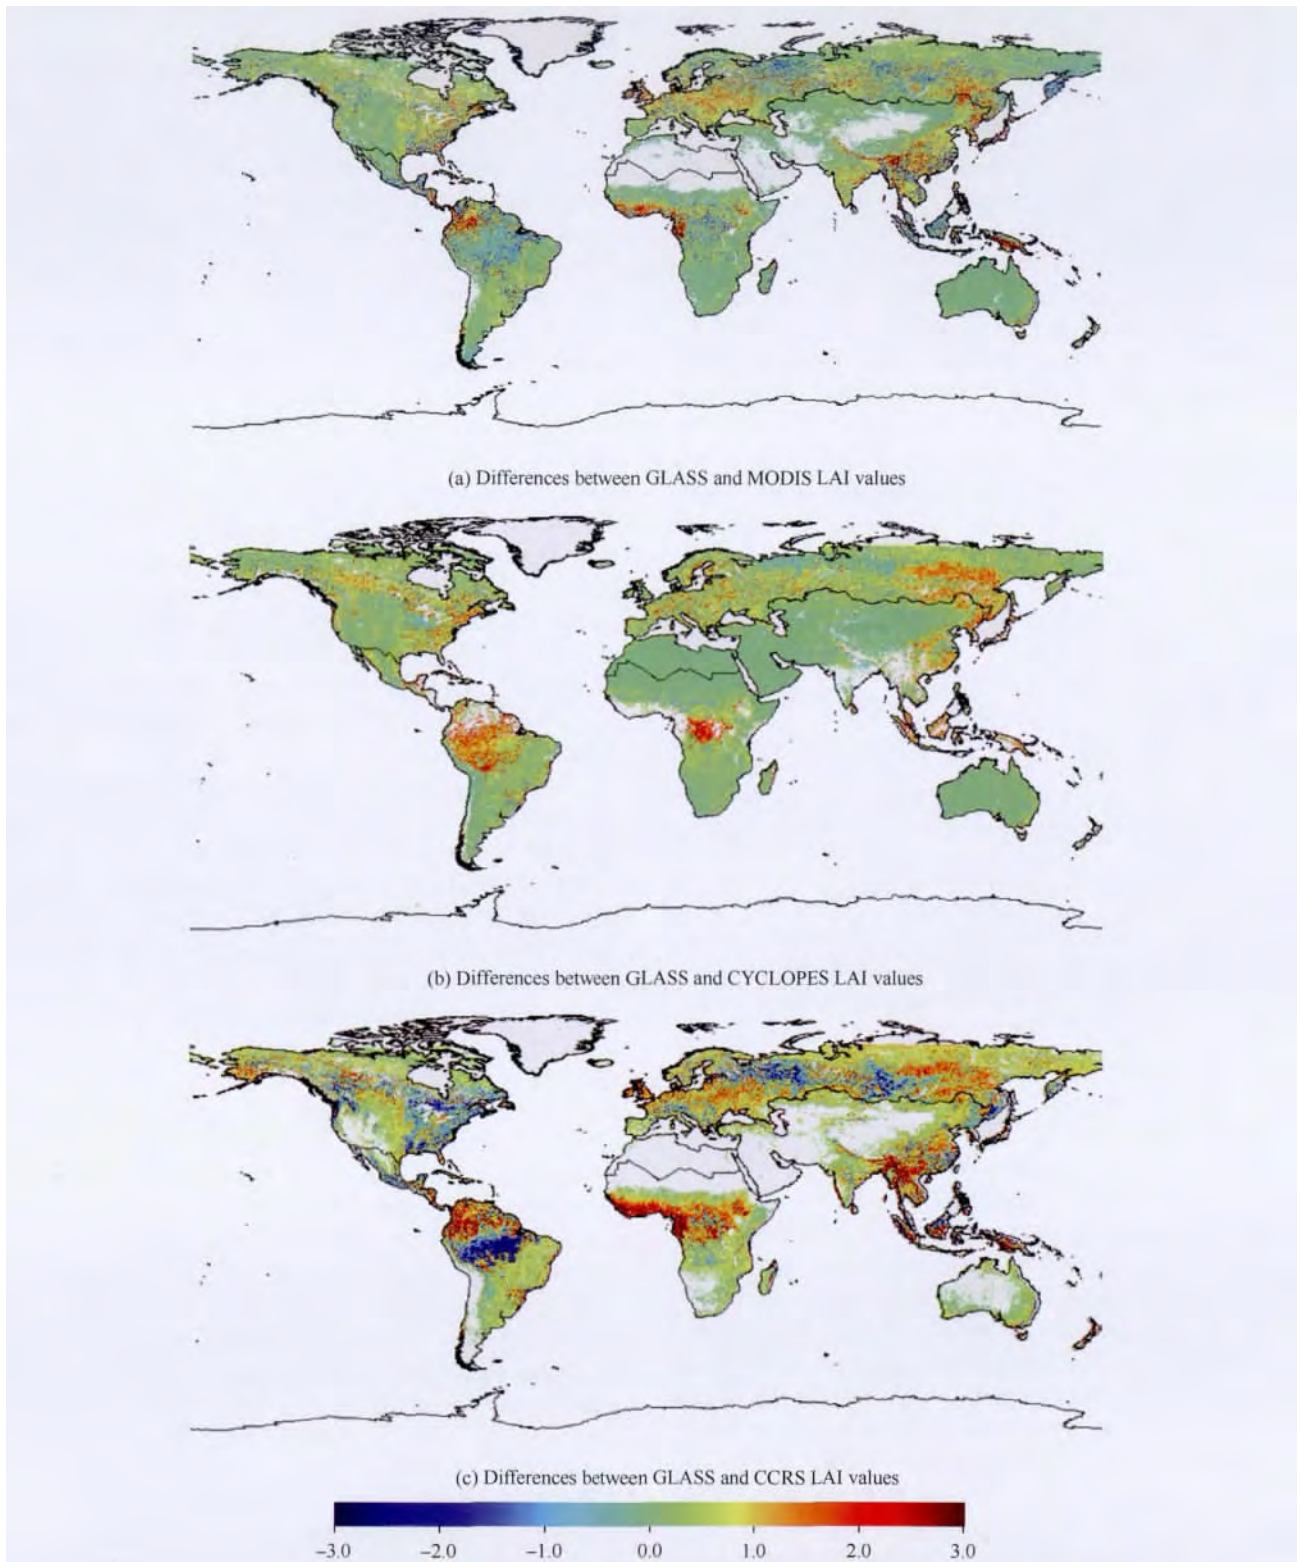 (a) Differences between GLASS and MODIS LAI values
(b) Differences between GLASS and CYCLOPES LAI values
(c) Differences between GLASS and CCRS LAI values
−3.0 −2.0 −1.0 0.0 1.0 2.0 3.0